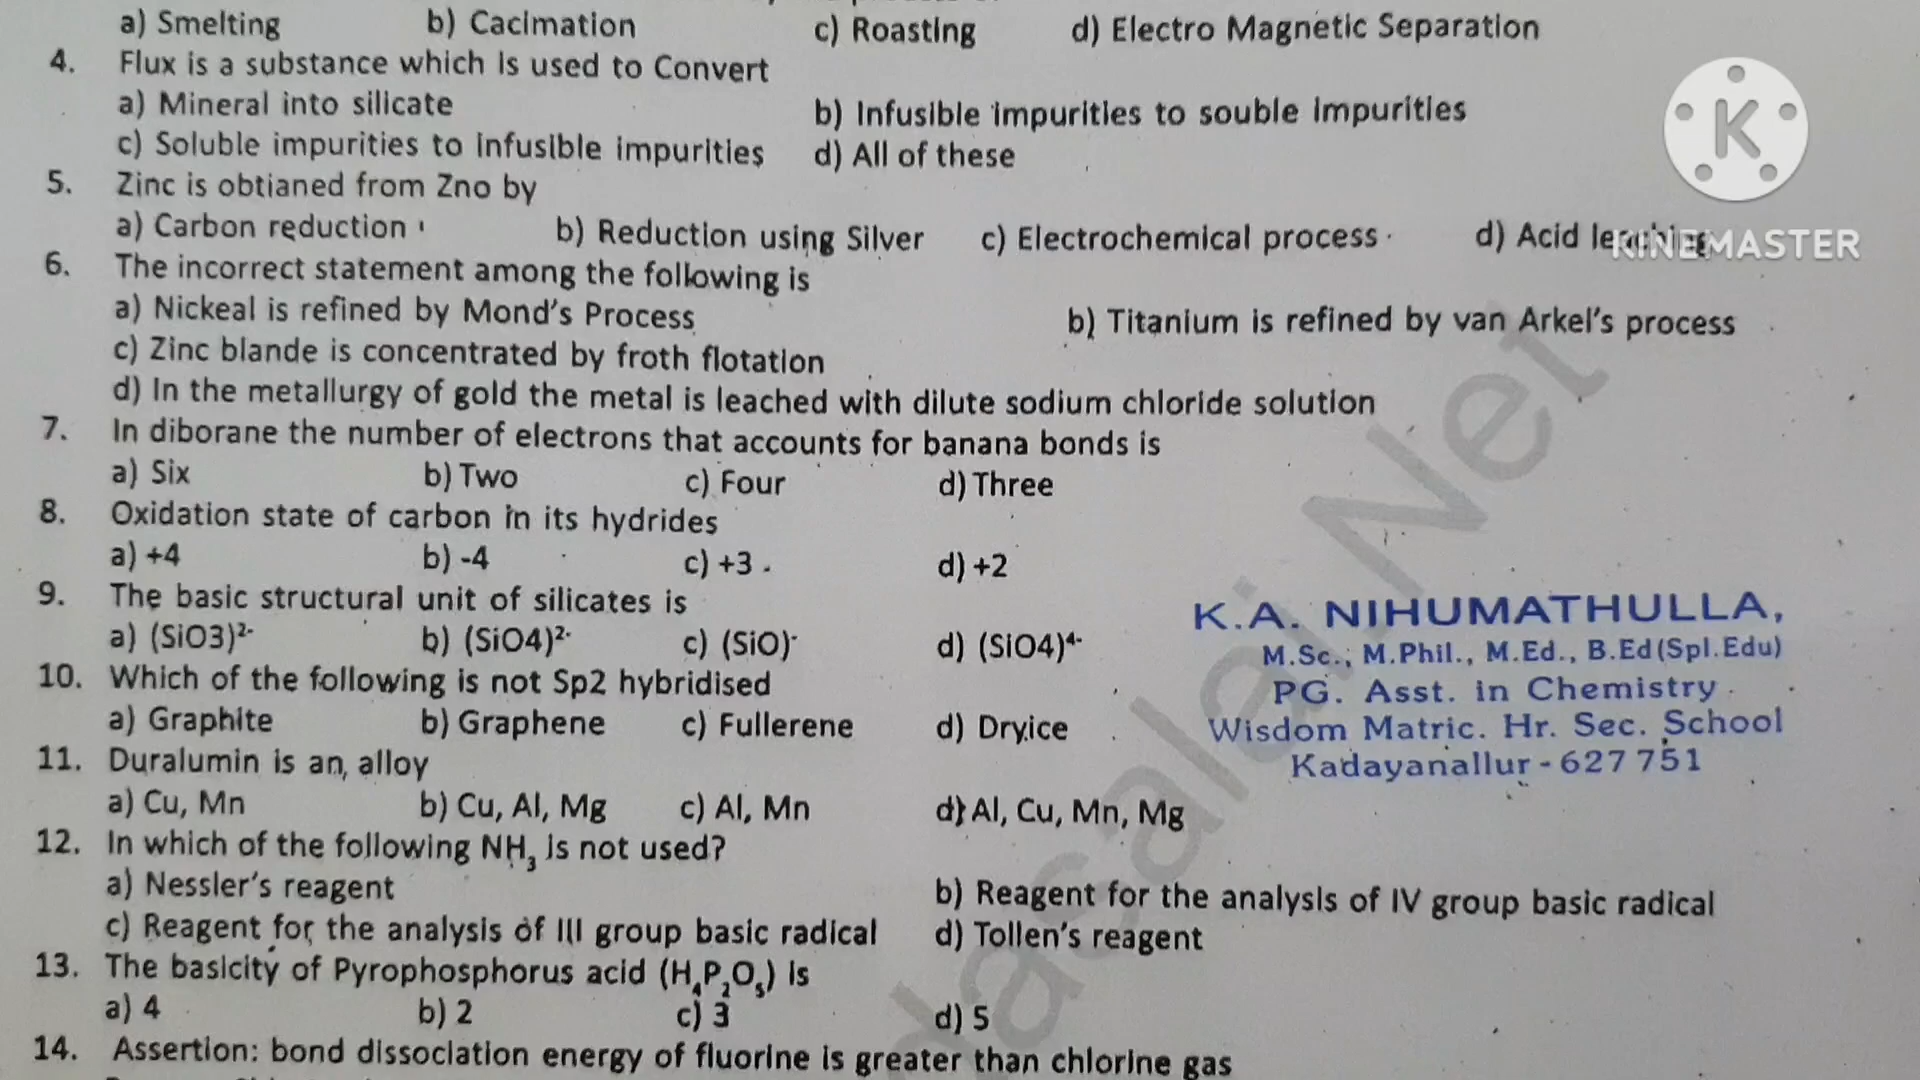 a) Smelting b) Cacimation c) Roasting d) Electro Magnetic Separation
4. Flux is a substance which is used to Convert
a) Mineral into silicate b) Infusible impurities to souble impurities
c) Soluble impurities to infusible impurities d) All of these
5. Zinc is obtianed from Zno by
a) Carbon reduction b) Reduction using Silver c) Electrochemical process d) Acid leaching
KINEMASTER
6. The incorrect statement among the following is
a) Nickeal is refined by Mond's Process b) Titanium is refined by van Arkel's process
c) Zinc blande is concentrated by froth flotation
d) In the metallurgy of gold the metal is leached with dilute sodium chloride solution
7. In diborane the number of electrons that accounts for banana bonds is
a) Six b) Two c) Four d) Three
8. Oxidation state of carbon in its hydrides
a) +4 b) -4 c) +3 d) +2
9. The basic structural unit of silicates is
a) (SiO3)²⁻ b) (SiO4)²⁻ c) (SiO)⁻ d) (SiO4)⁴⁻
10. Which of the following is not Sp2 hybridised
a) Graphite b) Graphene c) Fullerene d) Dryice
K.A. NIHUMATHULLA,
M.Sc., M.Phil., M.Ed., B.Ed(Spl.Edu)
PG. Asst. in Chemistry
Wisdom Matric. Hr. Sec. School
Kadayanallur - 627 751
11. Duralumin is an, alloy
a) Cu, Mn b) Cu, Al, Mg c) Al, Mn d) Al, Cu, Mn, Mg
12. In which of the following NH₃ is not used?
a) Nessler's reagent b) Reagent for the analysis of IV group basic radical
c) Reagent for the analysis of III group basic radical d) Tollen's reagent
13. The basicity of Pyrophosphorus acid (H₄P₂O₅) is
a) 4 b) 2 c) 3 d) 5
14. Assertion: bond dissociation energy of fluorine is greater than chlorine gas